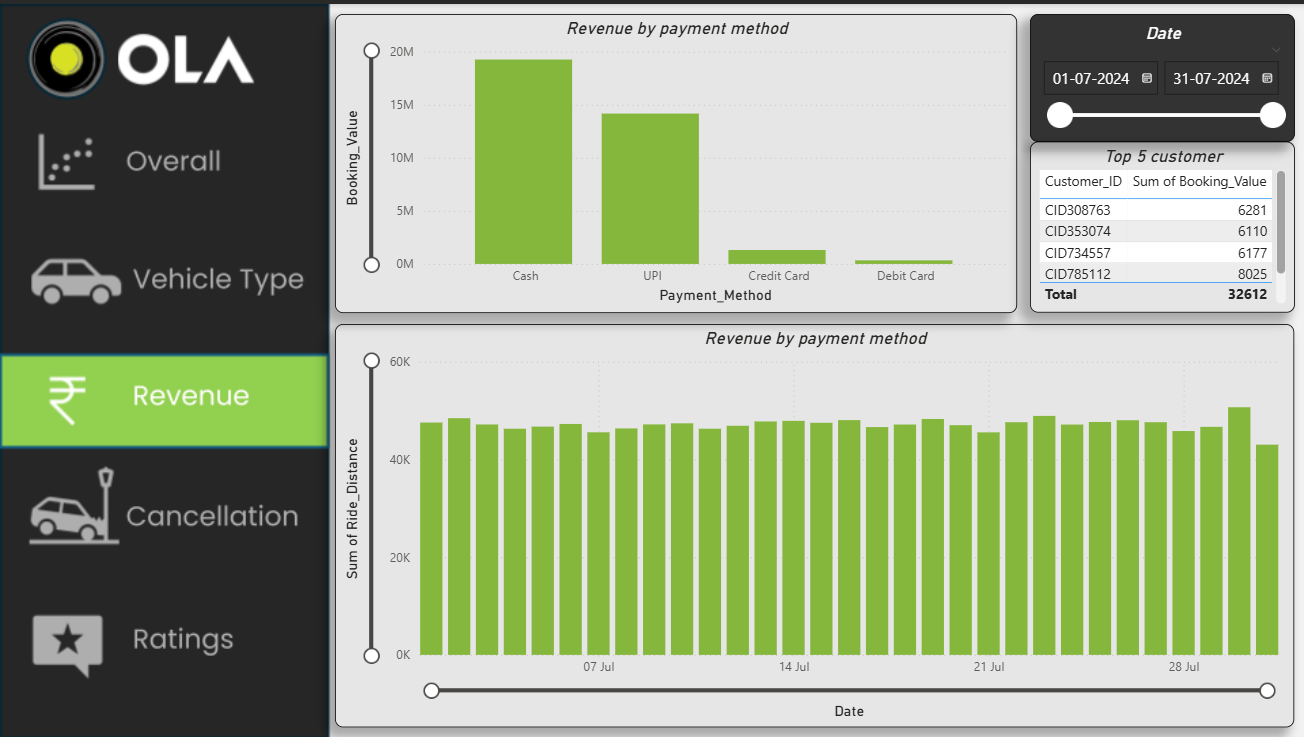 OLA
Overall
Vehicle Type
Revenue
Cancellation
Ratings
Revenue by payment method
Booking_Value
20M
15M
10M
5M
0M
Cash UPI Credit Card Debit Card
Payment_Method
Date
01-07-2024 31-07-2024
Top 5 customer
Customer_ID Sum of Booking_Value
CID308763 6281
CID353074 6110
CID734557 6177
CID785112 8025
Total 32612
Revenue by payment method
Sum of Ride_Distance
60K
40K
20K
0K
07 Jul 14 Jul 21 Jul 28 Jul
Date